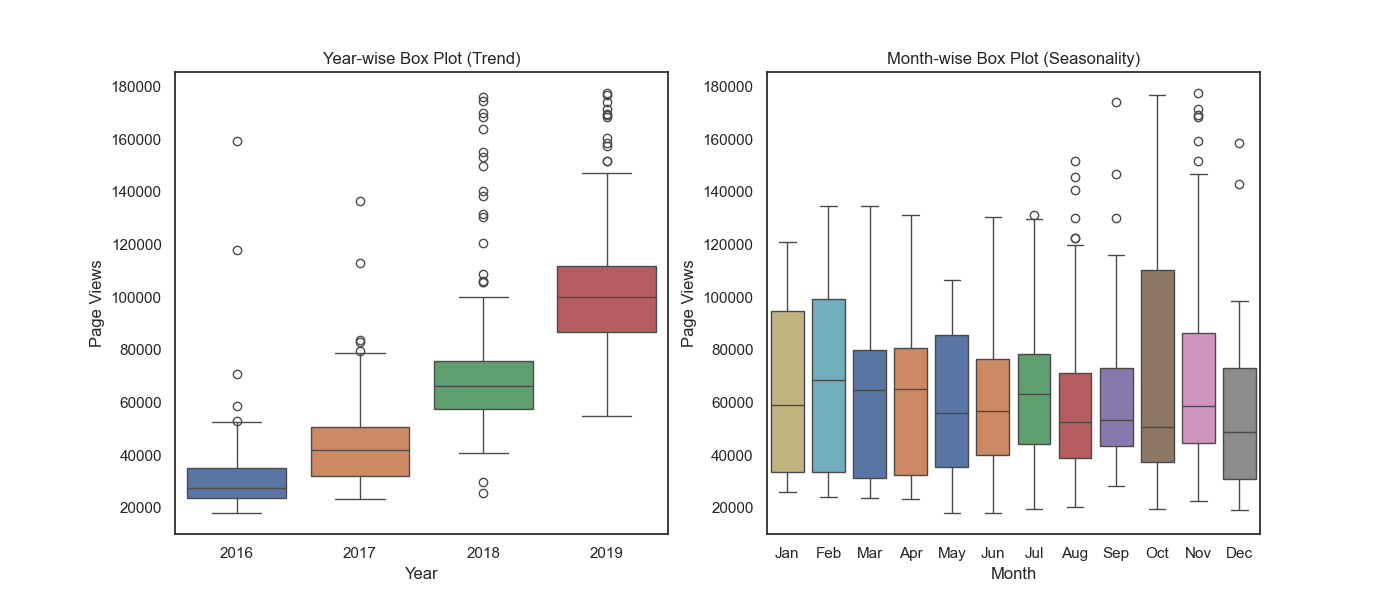 Year-wise Box Plot (Trend)
Page Views
180000
160000
140000
120000
100000
80000
60000
40000
20000
2016 2017 2018 2019
Year
Month-wise Box Plot (Seasonality)
Page Views
180000
160000
140000
120000
100000
80000
60000
40000
20000
Jan Feb Mar Apr May Jun Jul Aug Sep Oct Nov Dec
Month